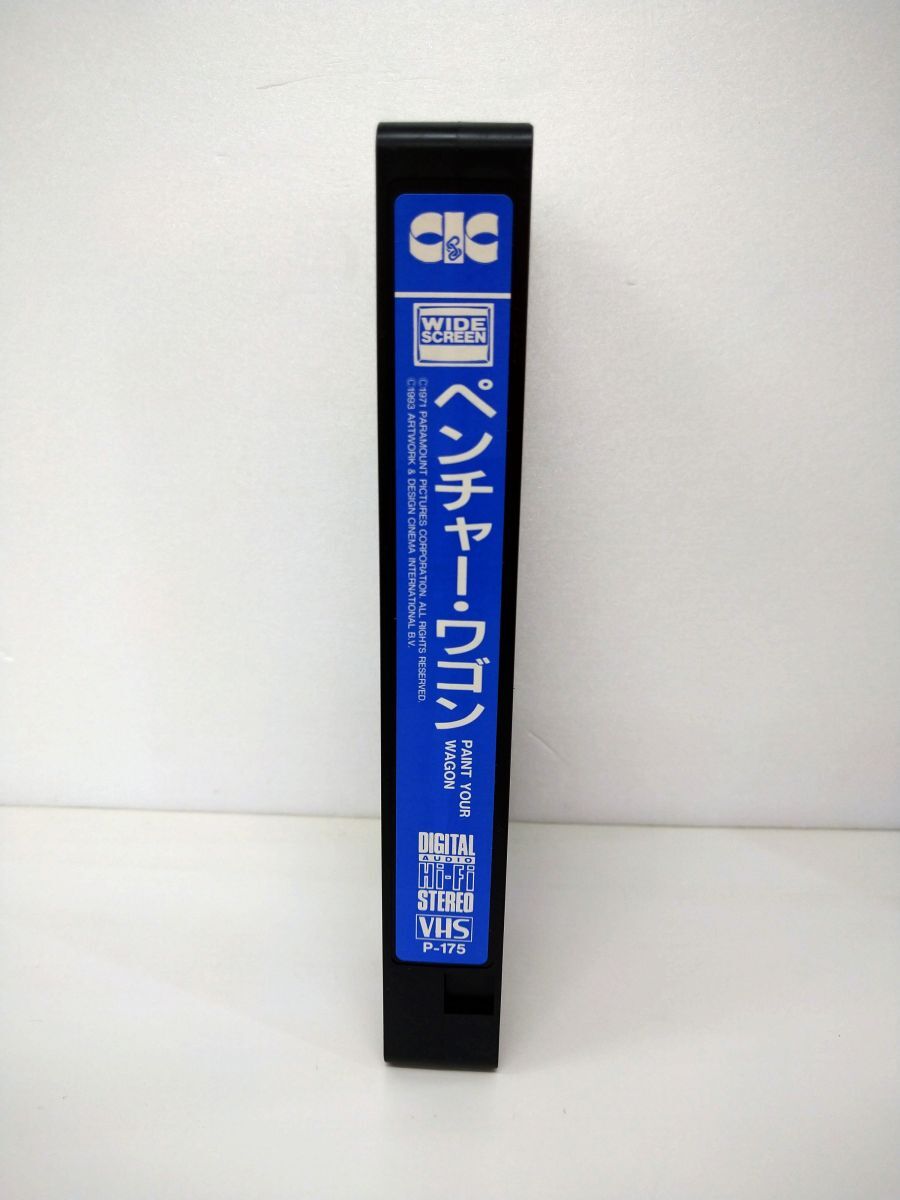 CIC
WIDE
SCREEN
ペンチャー・ワゴン
©1971 PARAMOUNT PICTURES CORPORATION. ALL RIGHTS RESERVED.
©1993 ARTWORK & DESIGN CINEMA INTERNATIONAL B.V.
PAINT YOUR
WAGON
DIGITAL
AUDIO
Hi-Fi
STEREO
VHS
P-175